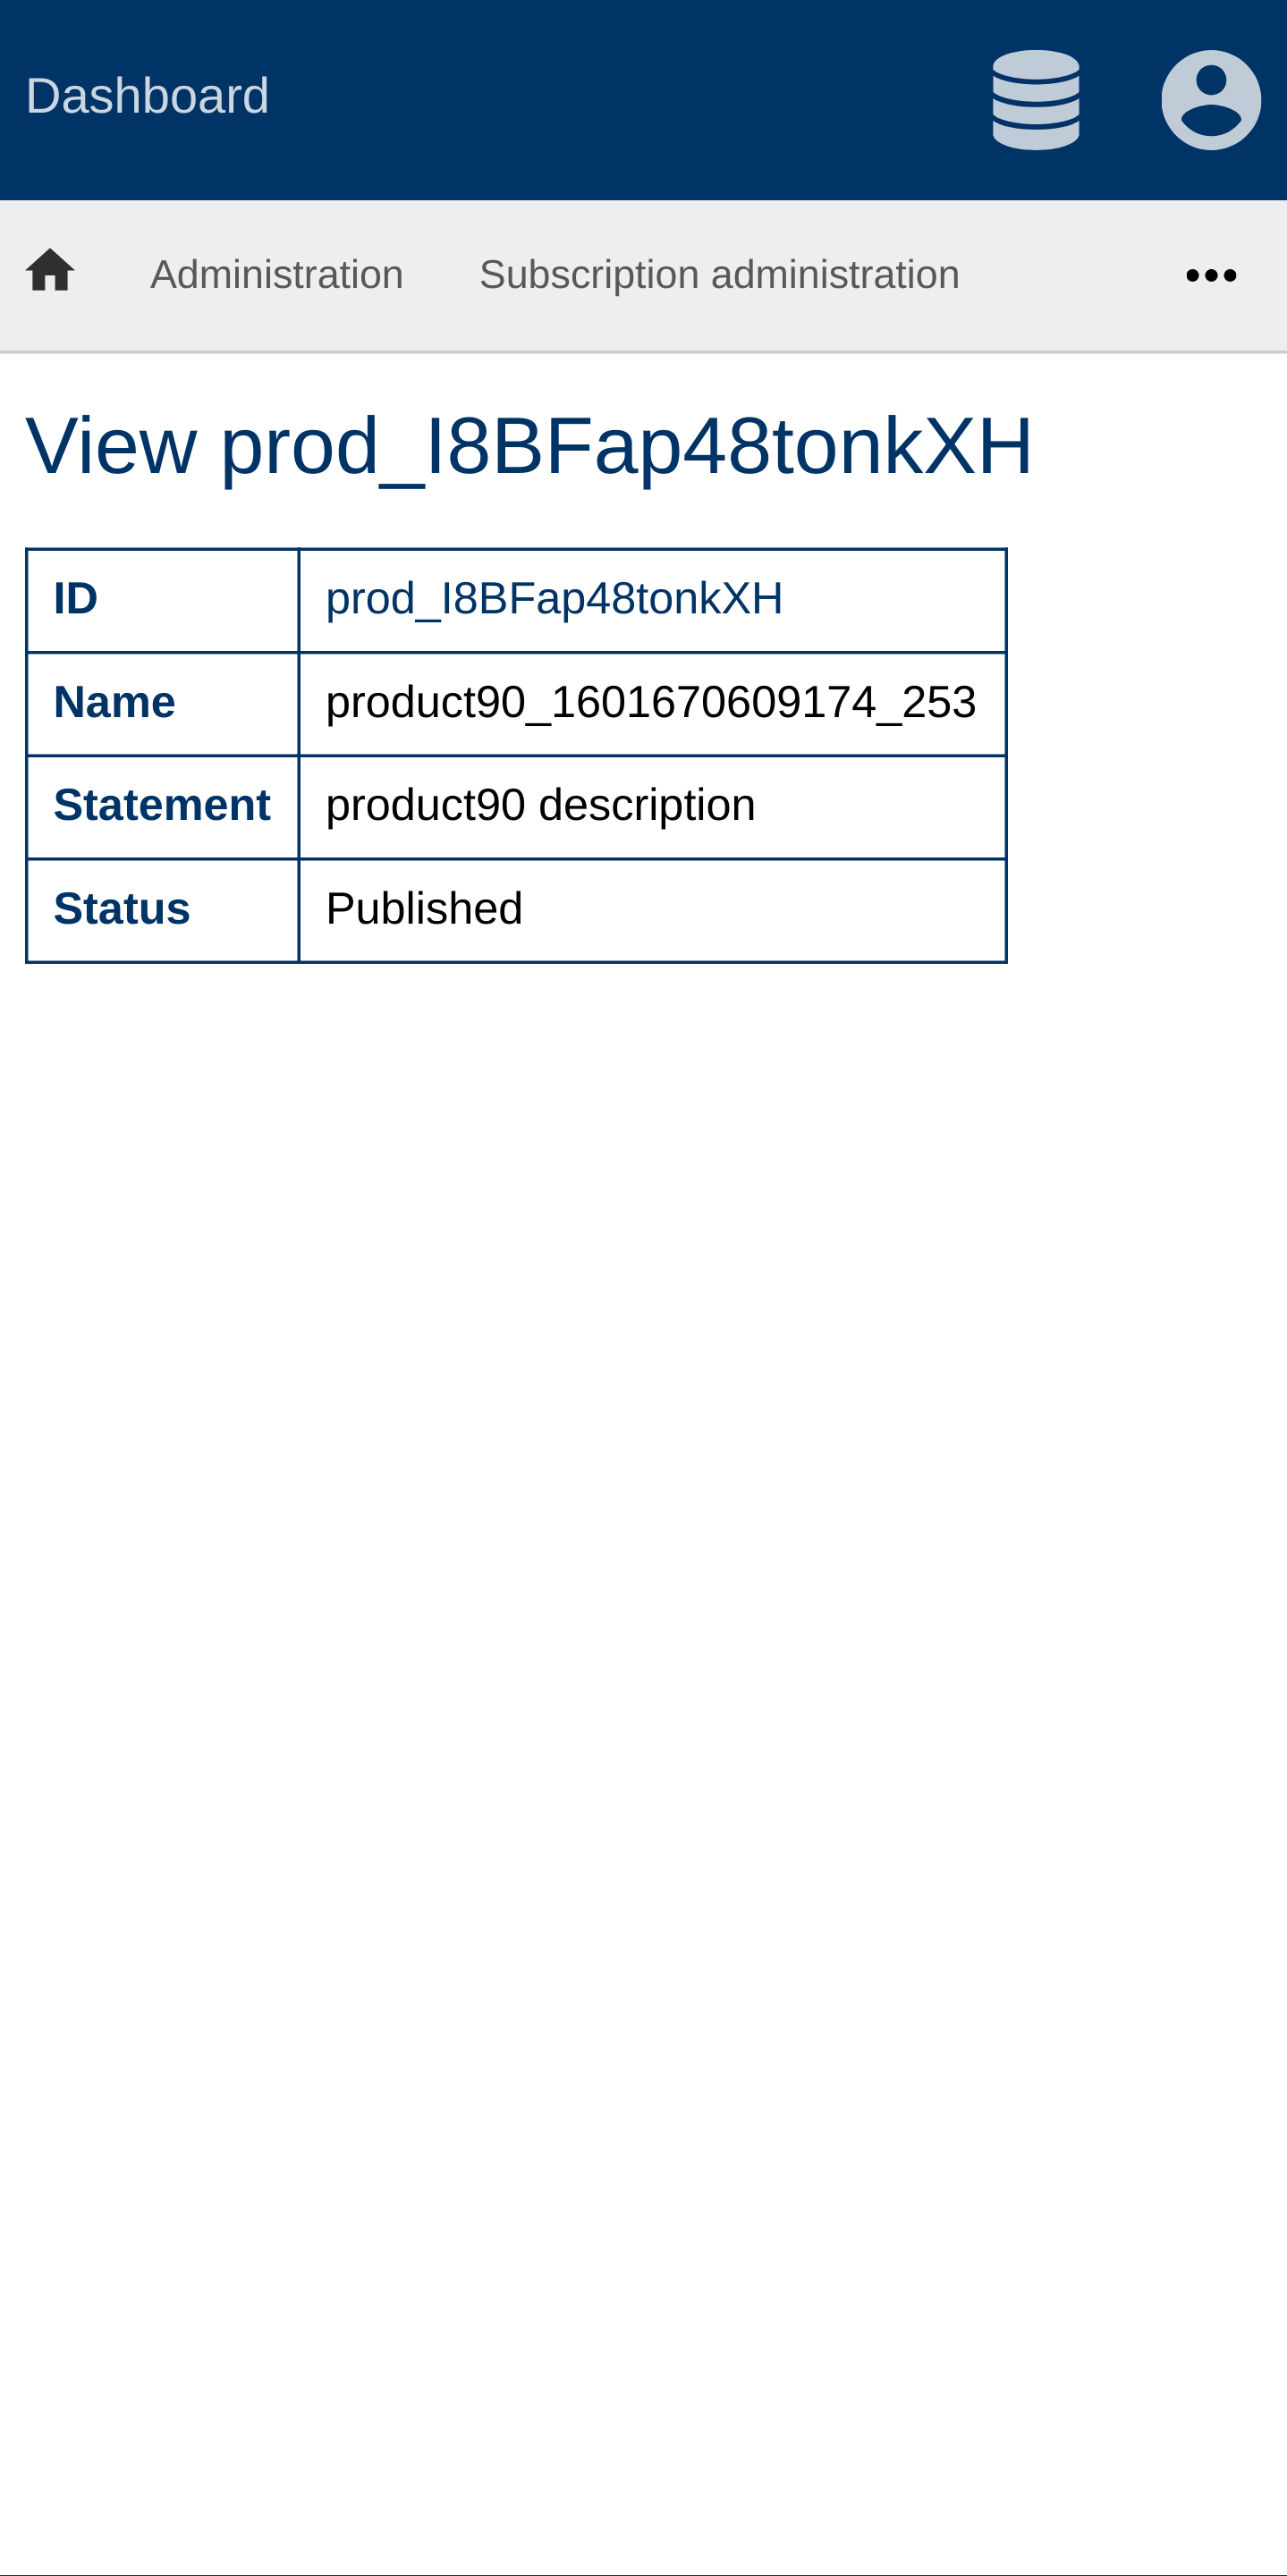 Dashboard
Administration Subscription administration
View prod_I8BFap48tonkXH
ID prod_I8BFap48tonkXH
Name product90_1601670609174_253
Statement product90 description
Status Published